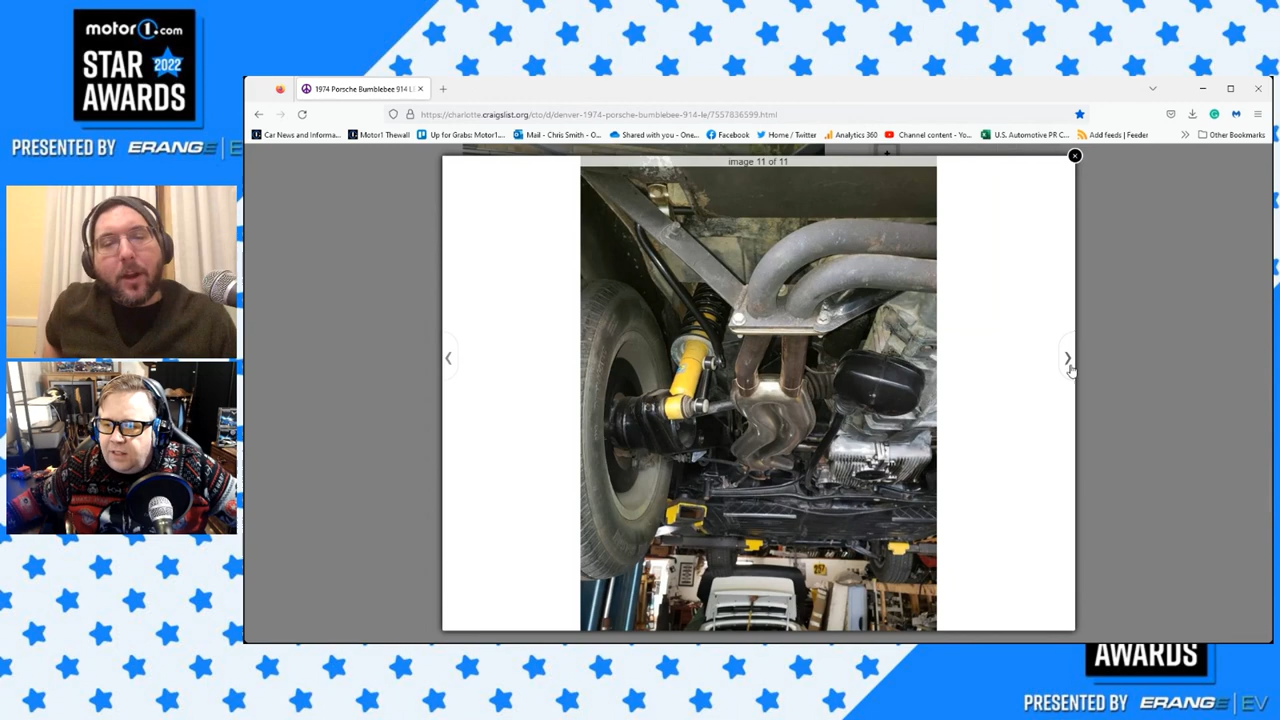 motor1.com
STAR 2022
AWARDS
PRESENTED BY ERANGE | E
1974 Porsche Bumblebee 914 L
https://charlotte.craigslist.org/cto/d/denver-1974-porsche-bumblebee-914-le/7557836599.html
Car News and Informa... Motor1 Thewall Up for Grabs: Motor1.... Mail - Chris Smith - O... Shared with you - One... Facebook Home / Twitter Analytics 360 Channel content - Yo... U.S. Automotive PR C... Add feeds | Feeder Other Bookmarks
image 11 of 11
257
AWARDS
PRESENTED BY ERANGE | EV